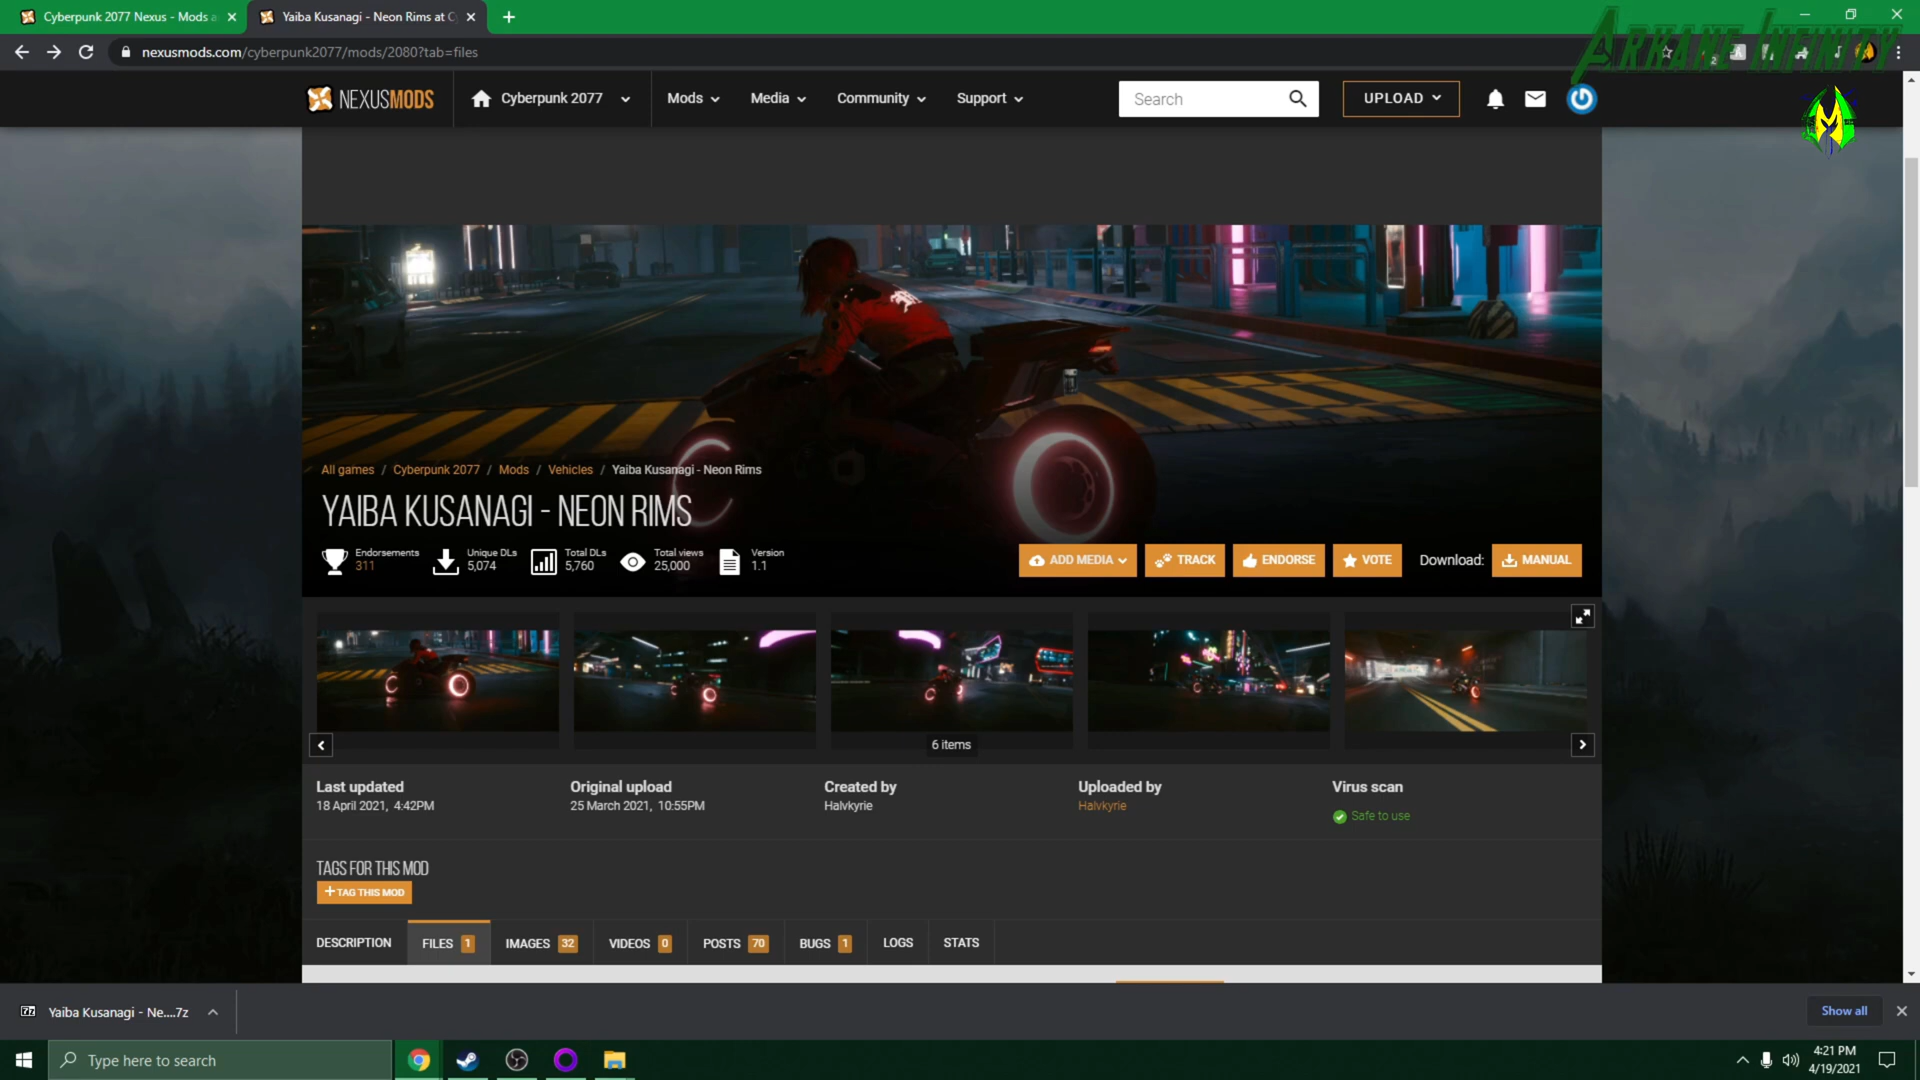 Cyberpunk 2077 Nexus - Mods a
Yaiba Kusanagi - Neon Rims at C
nexusmods.com/cyberpunk2077/mods/2080?tab=files
ARKANE INFINITY
NEXUSMODS
Cyberpunk 2077
Mods
Media
Community
Support
Search
UPLOAD
All games / Cyberpunk 2077 / Mods / Vehicles / Yaiba Kusanagi - Neon Rims
YAIBA KUSANAGI - NEON RIMS
Endorsements
311
Unique DLs
5,074
Total DLs
5,760
Total views
25,000
Version
1.1
ADD MEDIA
TRACK
ENDORSE
VOTE
Download:
MANUAL
6 items
Last updated
18 April 2021, 4:42PM
Original upload
25 March 2021, 10:55PM
Created by
Halvkyrie
Uploaded by
Halvkyrie
Virus scan
Safe to use
TAGS FOR THIS MOD
+ TAG THIS MOD
DESCRIPTION
FILES 1
IMAGES 32
VIDEOS 0
POSTS 70
BUGS 1
LOGS
STATS
Yaiba Kusanagi - Ne....7z
Show all
Type here to search
4:21 PM
4/19/2021